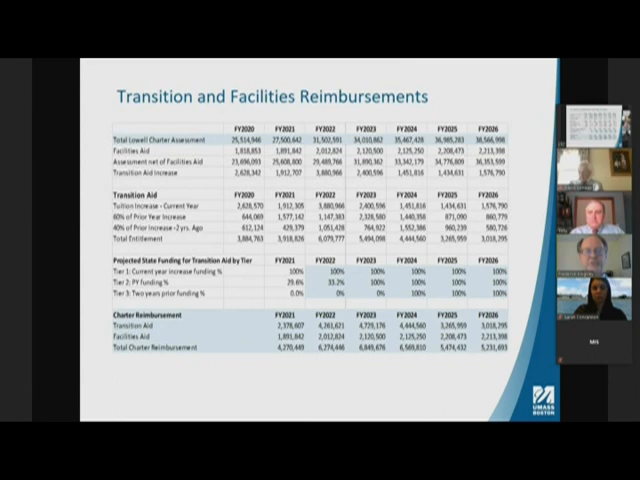 Transition and Facilities Reimbursements
FY2020 FY2021 FY2022 FY2023 FY2024 FY2025 FY2026
Total Lowell Charter Assessment 25,514,946 27,500,642 31,502,591 34,010,862 35,467,428 36,985,283 38,566,998
Facilities Aid 1,818,853 1,891,842 2,012,824 2,120,500 2,125,250 2,208,473 2,213,398
Assessment net of Facilities Aid 23,696,093 25,608,800 29,489,766 31,890,362 33,342,179 34,776,809 36,353,599
Transition Aid Increase 2,628,342 1,912,707 3,880,966 2,400,596 1,451,816 1,434,631 1,576,790
Transition Aid FY2020 FY2021 FY2022 FY2023 FY2024 FY2025 FY2026
Tuition Increase - Current Year 2,628,570 1,912,305 3,880,966 2,400,596 1,451,816 1,434,631 1,576,790
60% of Prior Year Increase 644,069 1,577,142 1,147,383 2,328,580 1,440,358 871,090 860,779
40% of Prior Increase -2 yrs. Ago 612,124 429,379 1,051,428 764,922 1,552,386 960,239 580,726
Total Entitlement 3,884,763 3,918,826 6,079,777 5,494,098 4,444,560 3,265,959 3,018,295
Projected State Funding for Transition Aid by Tier FY2021 FY2022 FY2023 FY2024 FY2025 FY2026
Tier 1: Current year increase funding % 100% 100% 100% 100% 100% 100%
Tier 2: PY funding % 29.6% 33.2% 100% 100% 100% 100%
Tier 3: Two years prior funding % 0.0% 0% 0% 100% 100% 100%
Charter Reimbursement FY2021 FY2022 FY2023 FY2024 FY2025 FY2026
Transition Aid 2,378,607 4,261,621 4,729,176 4,444,560 3,265,959 3,018,295
Facilities Aid 1,891,842 2,012,824 2,120,500 2,125,250 2,208,473 2,213,398
Total Charter Reimbursement 4,270,449 6,274,446 6,849,676 6,569,810 5,474,432 5,231,693
UMASS
BOSTON